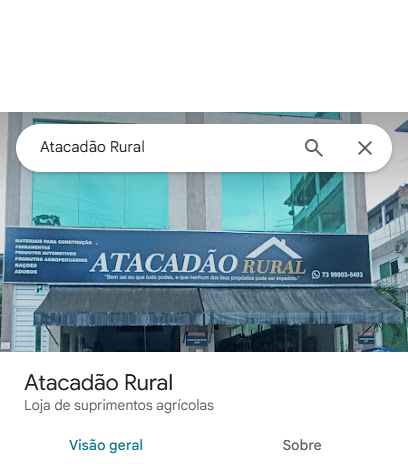 Atacadão Rural
MATERIAIS PARA CONSTRUÇÃO
FERRAMENTAS
PRODUTOS AUTOMOTIVOS
PRODUTOS AGROPECUÁRIOS
RAÇÕES
ADUBOS
ATACADÃO RURAL
"Bem sei eu que tudo podes, e que nenhum dos teus propósitos pode ser impedido."
73 99903-5403
Atacadão Rural
Loja de suprimentos agrícolas
Visão geral
Sobre